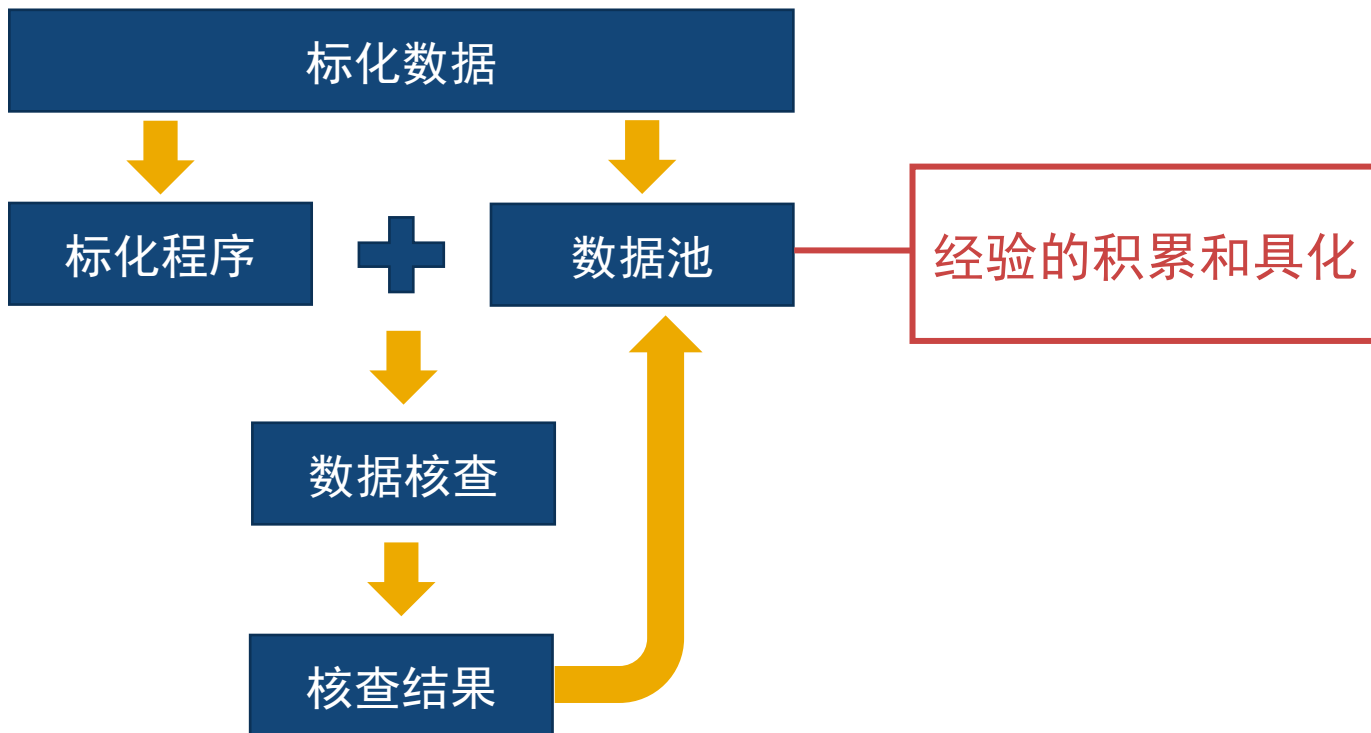 标化数据
标化程序
数据池
经验的积累和具化
数据核查
核查结果